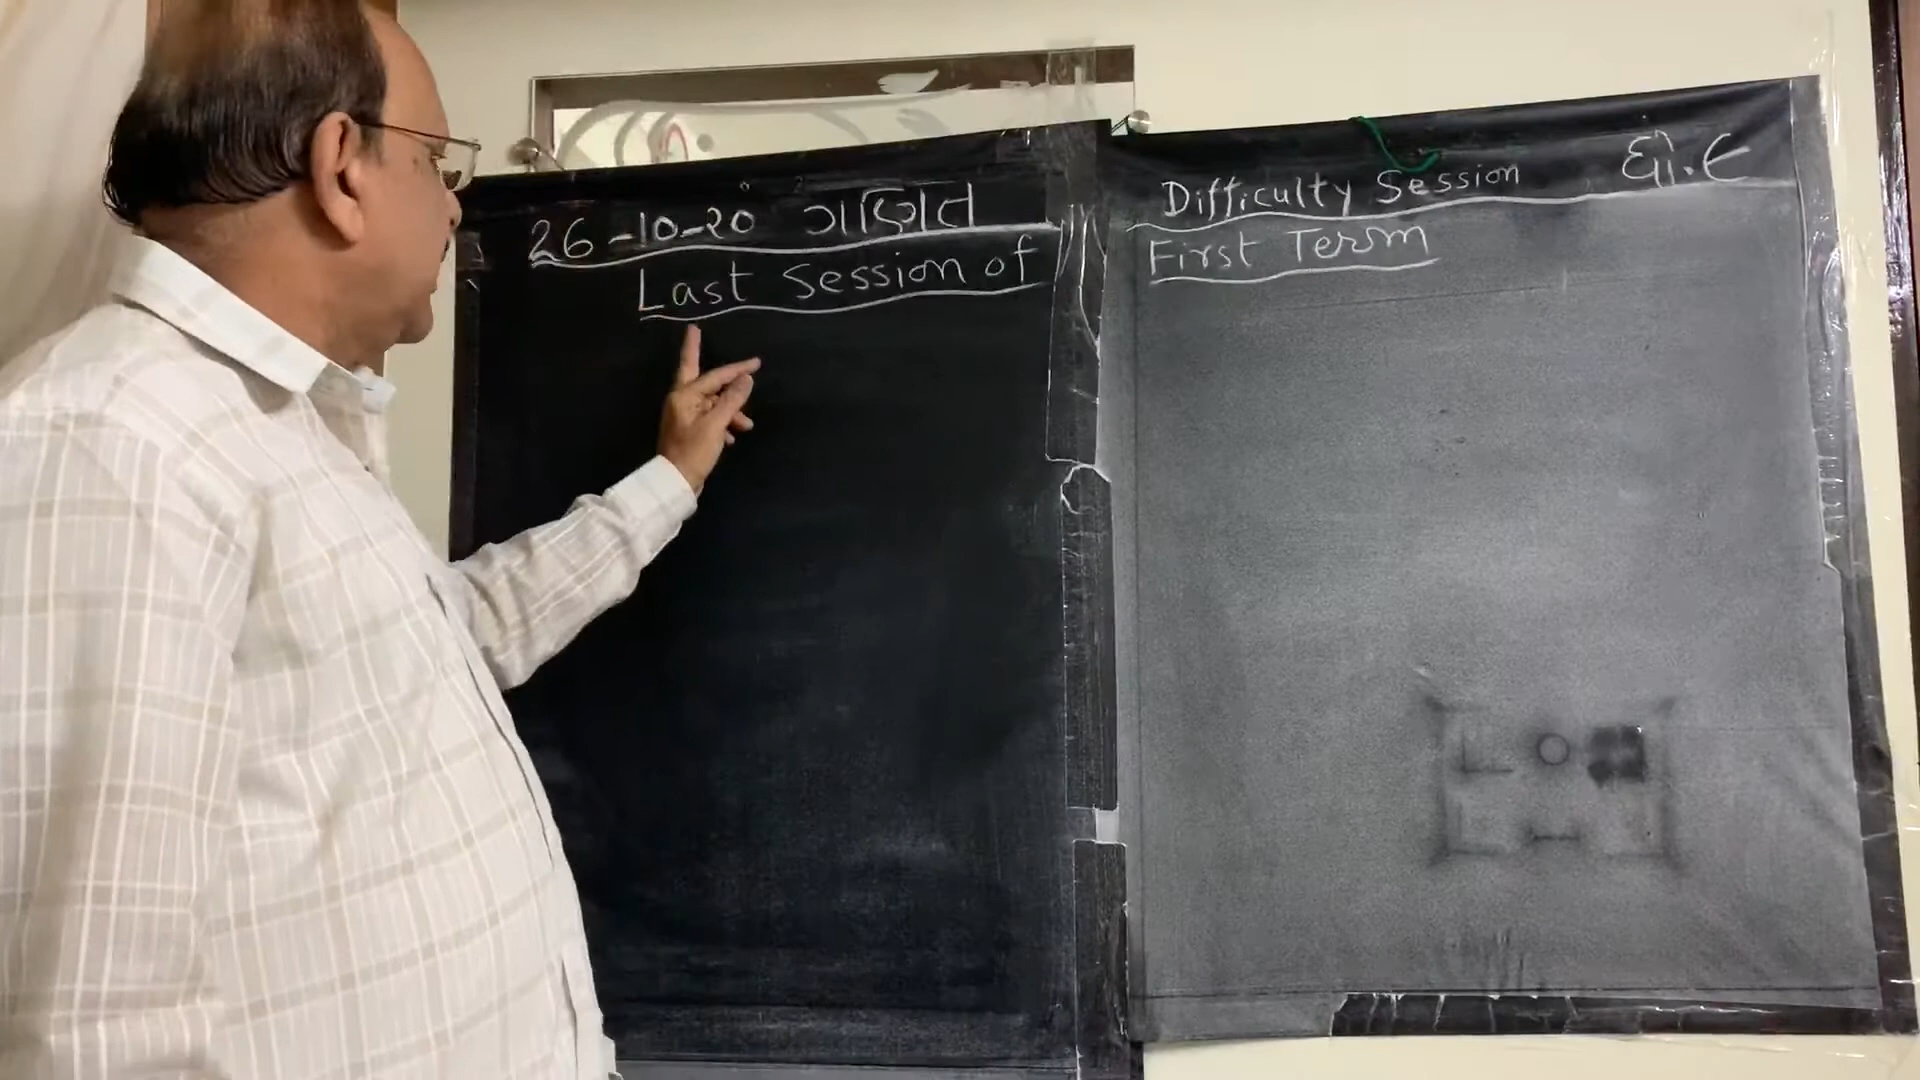 26-10-20 ગણિત Difficulty Session ધો.૯
Last Session of First Term